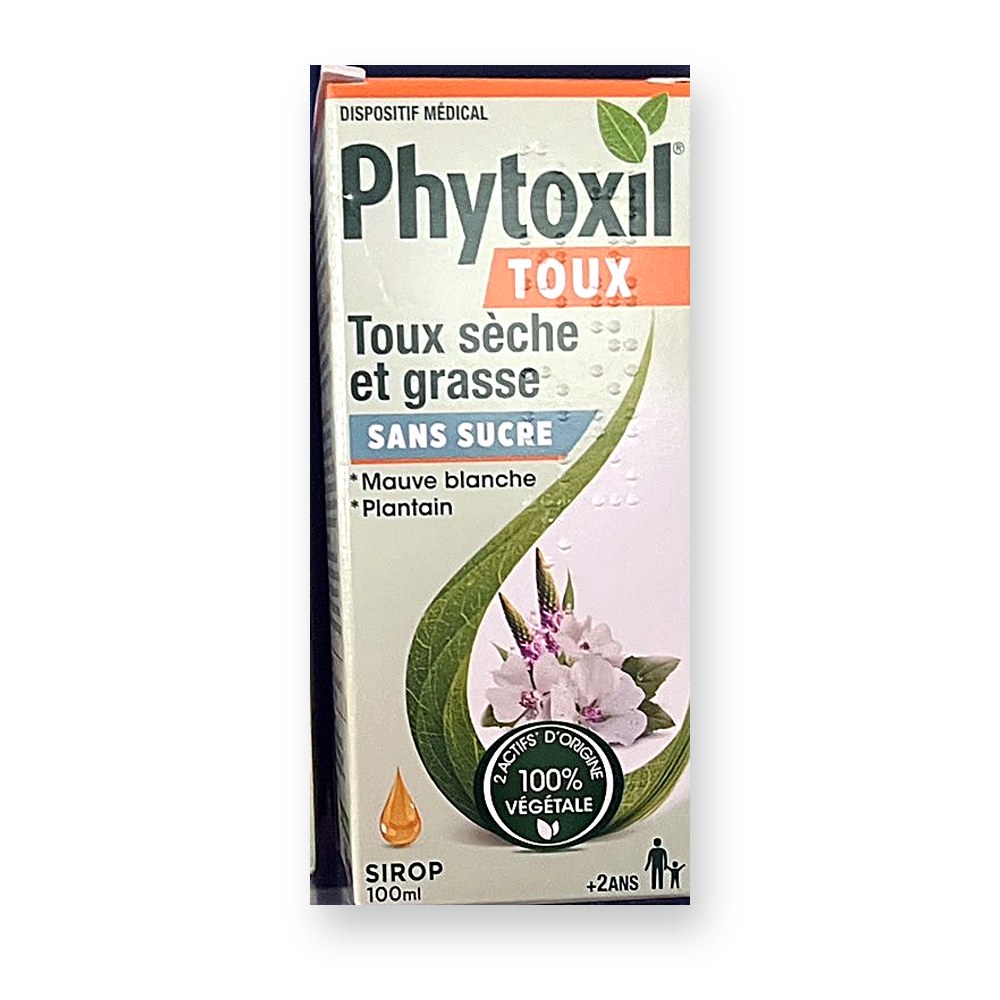 DISPOSITIF MÉDICAL
Phytoxil®
TOUX
Toux sèche
et grasse
SANS SUCRE
*Mauve blanche
*Plantain
2 ACTIFS* D'ORIGINE
100%
VÉGÉTALE
SIROP
100ml
+2ANS